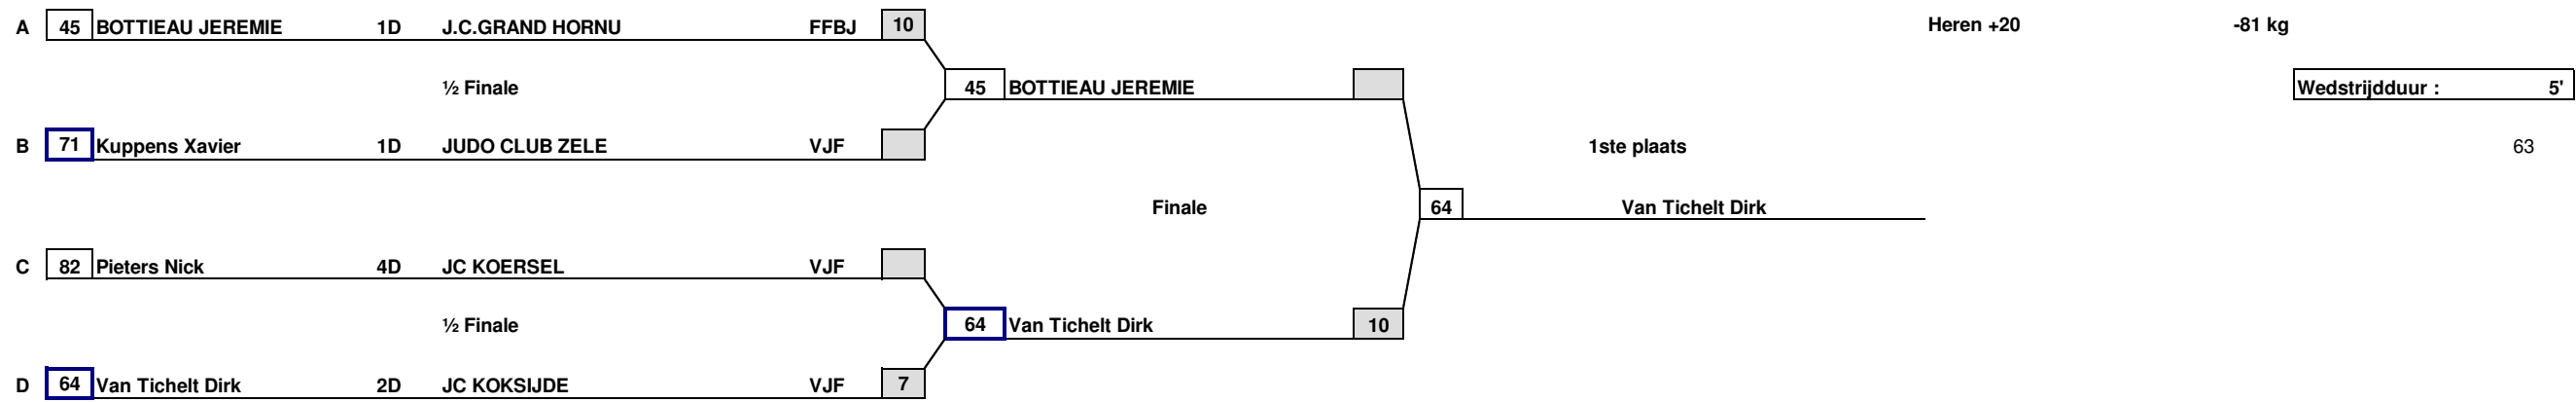 A 45 BOTTIEAU JEREMIE 1D J.C.GRAND HORNU FFBJ 10 Heren +20 -81 kg
½ Finale 45 BOTTIEAU JEREMIE Wedstrijdduur : 5'
B 71 Kuppens Xavier 1D JUDO CLUB ZELE VJF 1ste plaats 63
Finale 64 Van Tichelt Dirk
C 82 Pieters Nick 4D JC KOERSEL VJF
½ Finale 64 Van Tichelt Dirk 10
D 64 Van Tichelt Dirk 2D JC KOKSIJDE VJF 7